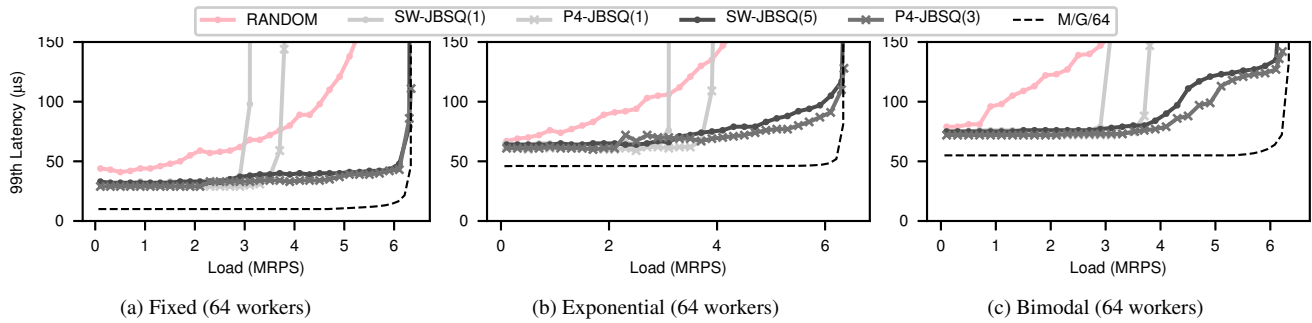 RANDOM SW-JBSQ(1) P4-JBSQ(1) SW-JBSQ(5) P4-JBSQ(3) M/G/64
150
100
50
0
99th Latency (µs)
0 1 2 3 4 5 6
Load (MRPS)
(a) Fixed (64 workers)
150
100
50
0
0 2 4 6
Load (MRPS)
(b) Exponential (64 workers)
150
100
50
0
0 1 2 3 4 5 6
Load (MRPS)
(c) Bimodal (64 workers)